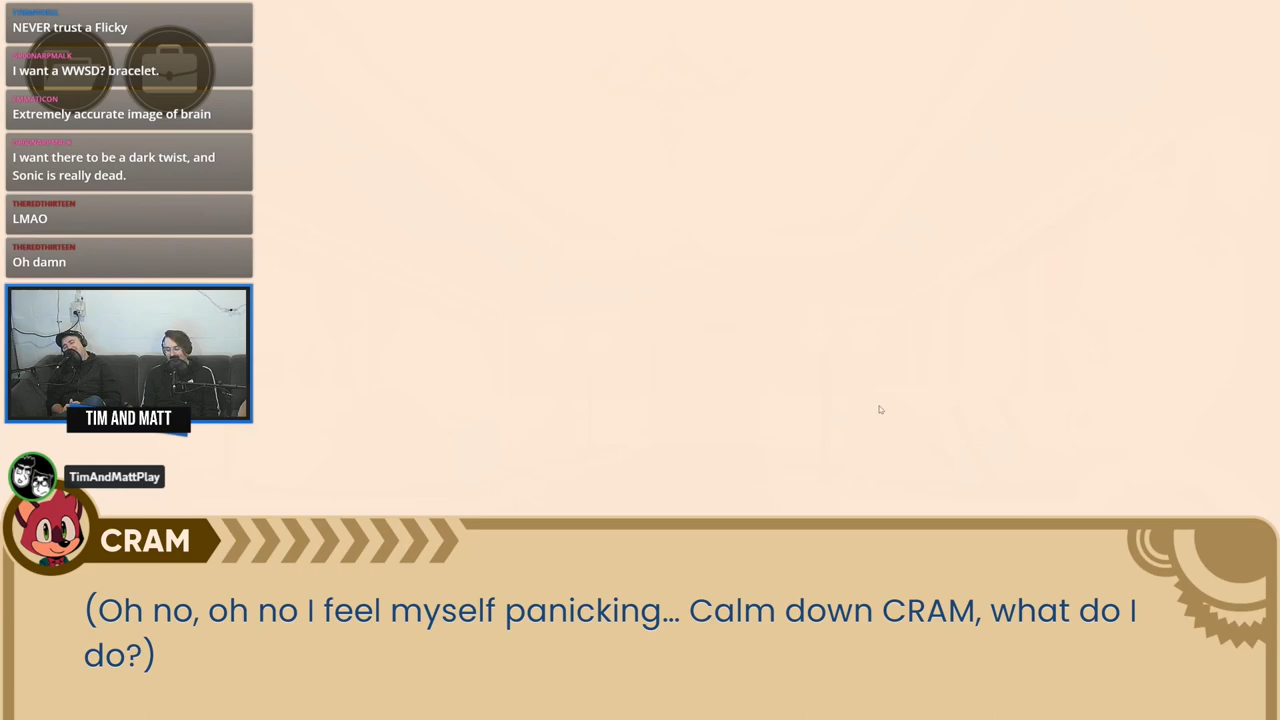 NEVER trust a Flicky
I want a WWSD? bracelet.
Extremely accurate image of brain
I want there to be a dark twist, and
Sonic is really dead.
THEREDTHIRTEEN
LMAO
THEREDTHIRTEEN
Oh damn
TIM AND MATT
TimAndMattPlay
CRAM
(Oh no, oh no I feel myself panicking... Calm down CRAM, what do I
do?)